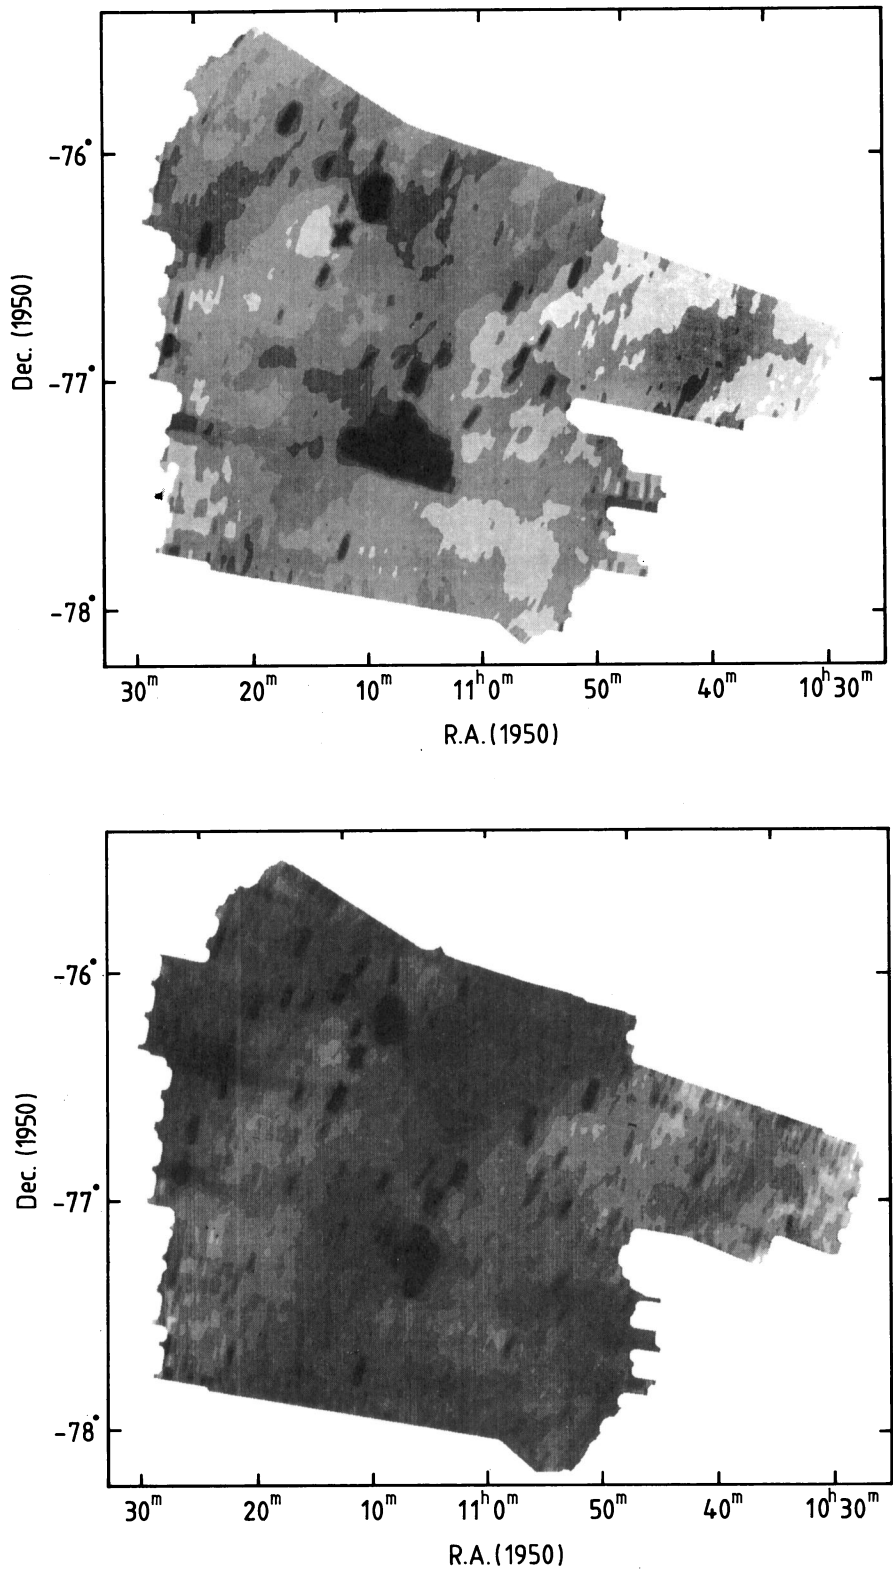 -76°
-77°
-78°
Dec. (1950)
30ᵐ 20ᵐ 10ᵐ 11ʰ0ᵐ 50ᵐ 40ᵐ 10ʰ30ᵐ
R.A.(1950)
-76°
-77°
-78°
Dec. (1950)
30ᵐ 20ᵐ 10ᵐ 11ʰ0ᵐ 50ᵐ 40ᵐ 10ʰ30ᵐ
R.A.(1950)